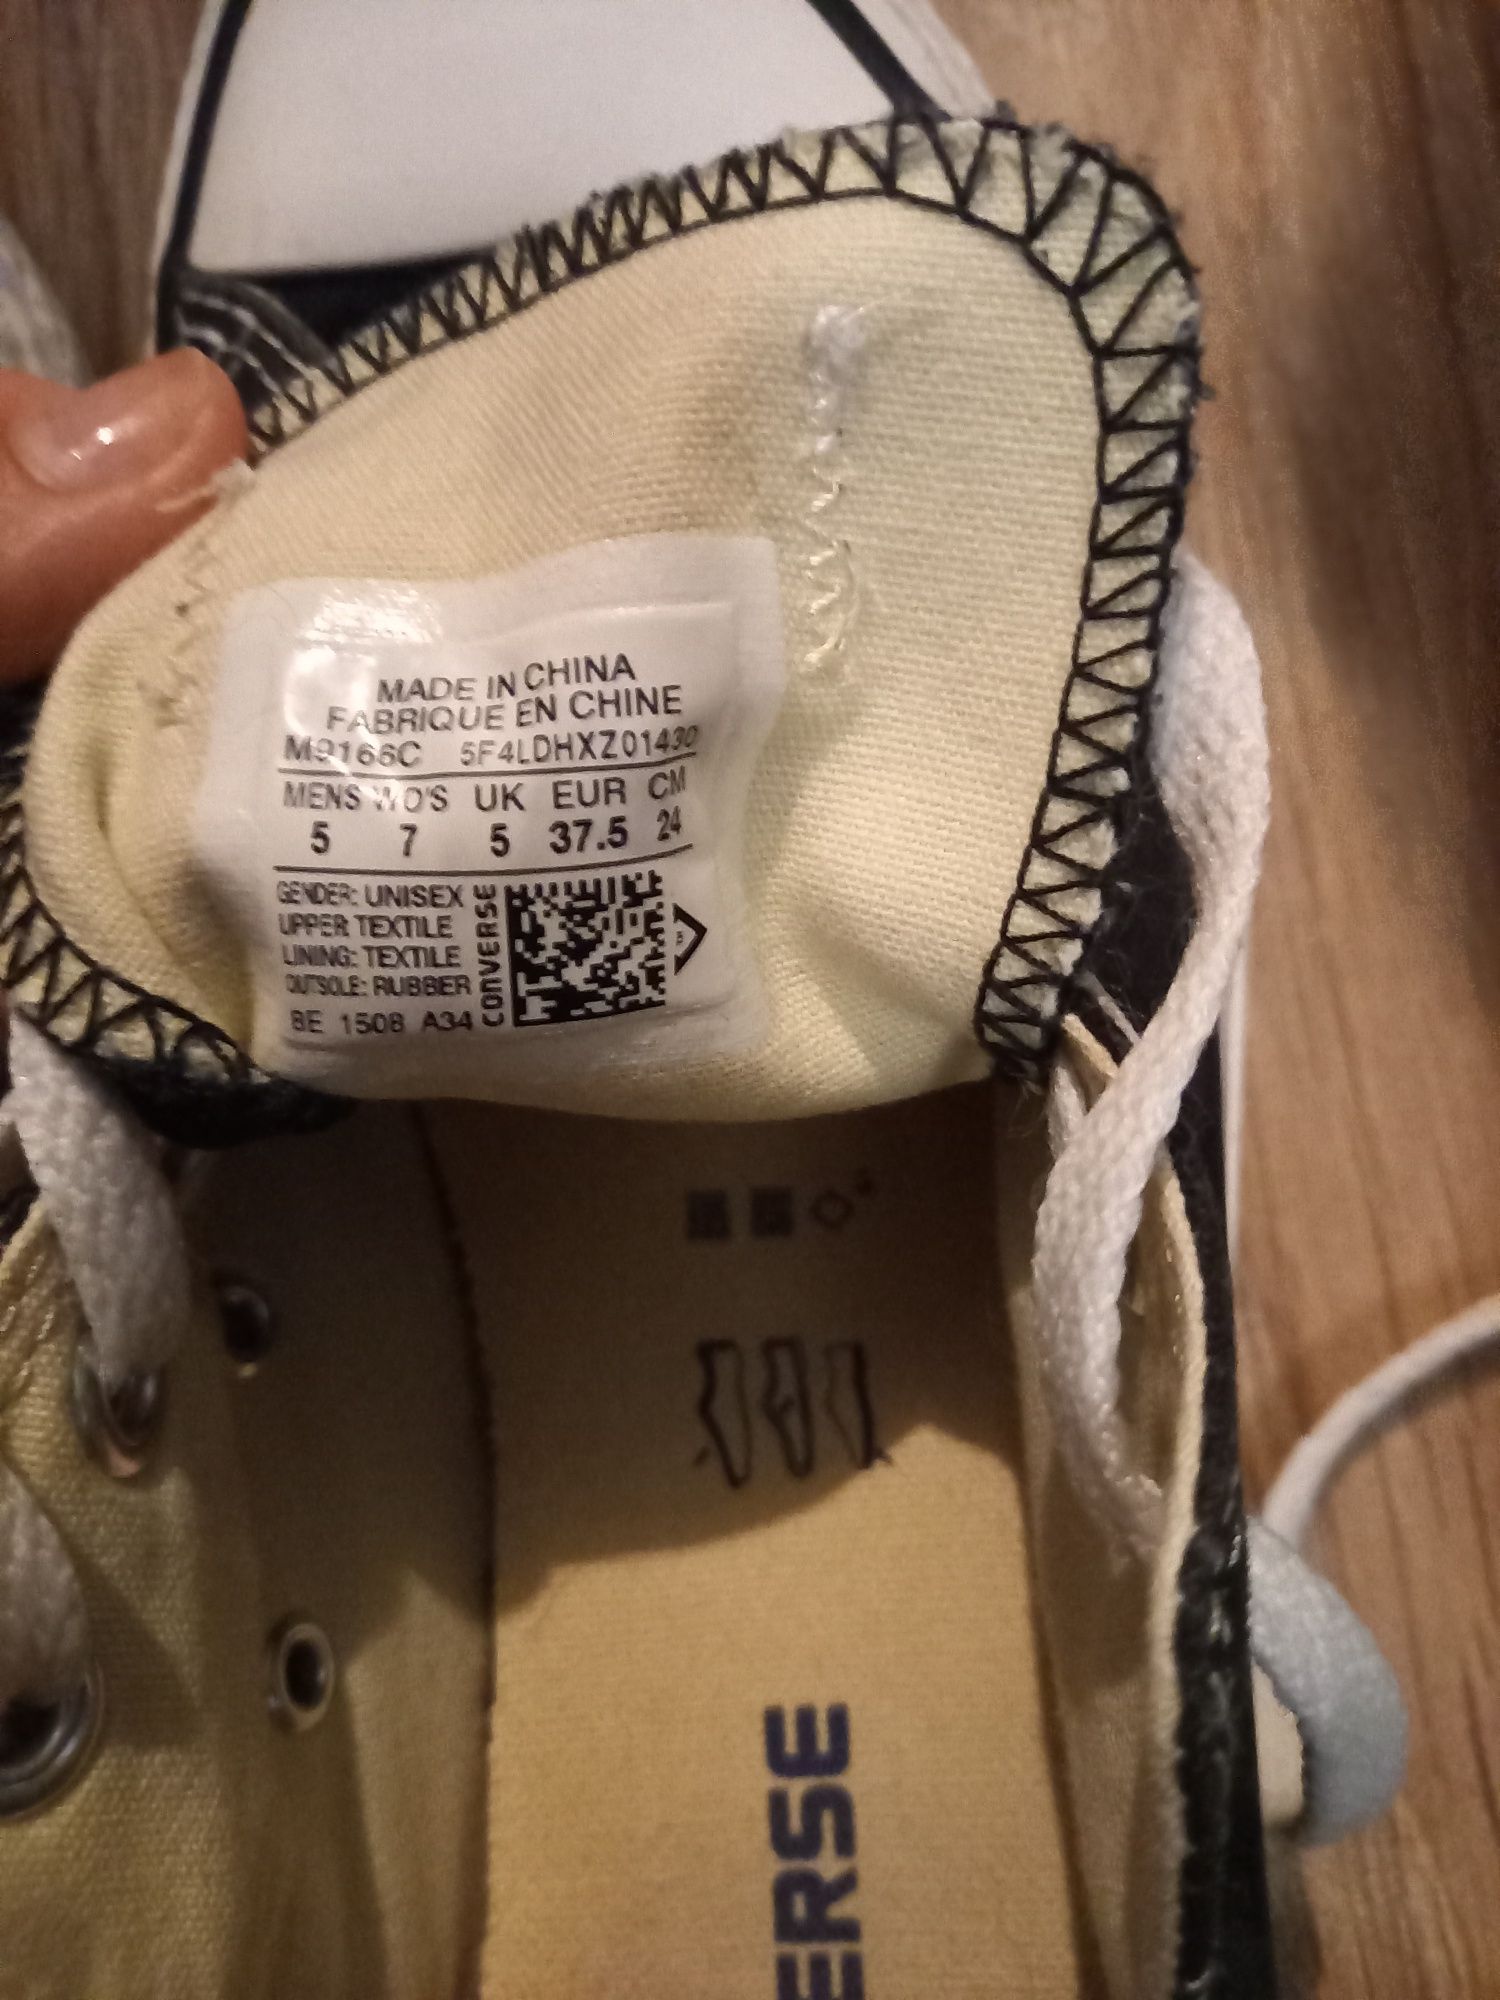 MADE IN CHINA
FABRIQUE EN CHINE
M9166C 5F4LDHXZ01430
MENS WO'S UK EUR CM
5 7 5 37.5 24
GENDER: UNISEX
UPPER TEXTILE
LINING: TEXTILE
OUTSOLE: RUBBER
CONVERSE
BE 1508 A34
ERSE